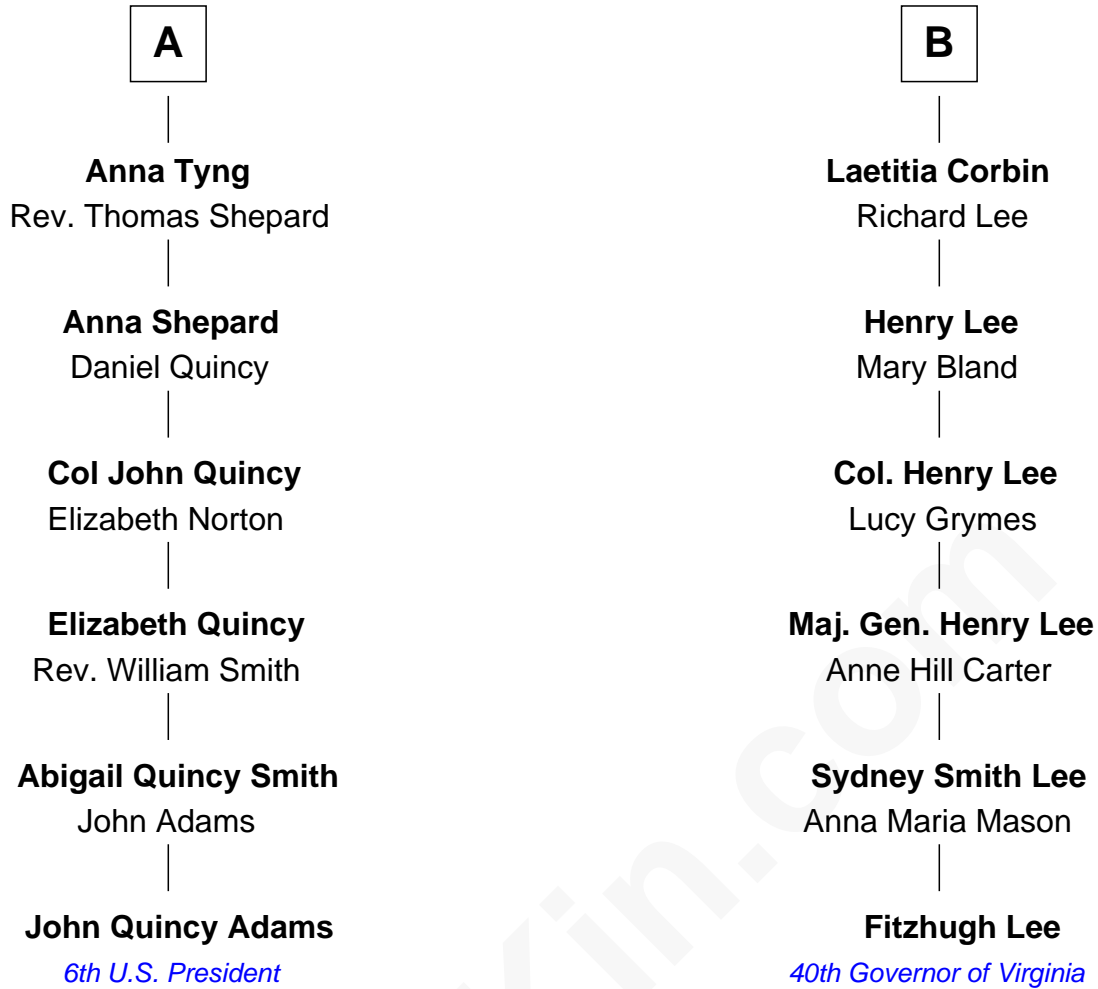 A
Anna Tyng
Rev. Thomas Shepard
Anna Shepard
Daniel Quincy
Col John Quincy
Elizabeth Norton
Elizabeth Quincy
Rev. William Smith
Abigail Quincy Smith
John Adams
John Quincy Adams
6th U.S. President
B
Laetitia Corbin
Richard Lee
Henry Lee
Mary Bland
Col. Henry Lee
Lucy Grymes
Maj. Gen. Henry Lee
Anne Hill Carter
Sydney Smith Lee
Anna Maria Mason
Fitzhugh Lee
40th Governor of Virginia
Kin.com